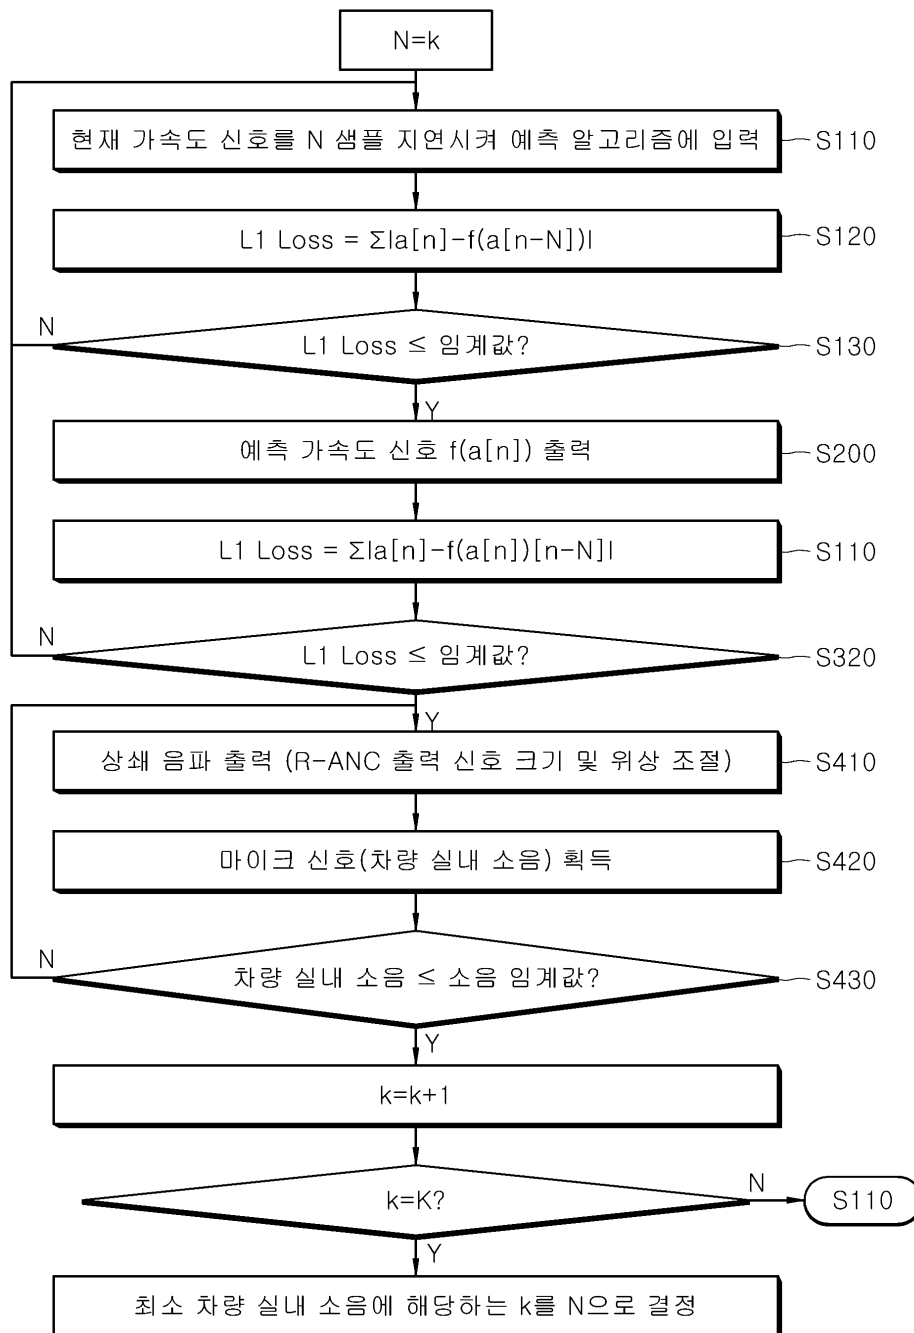 N=k
현재 가속도 신호를 N 샘플 지연시켜 예측 알고리즘에 입력
S110
L1 Loss = Σ|a[n]-f(a[n-N])|
S120
L1 Loss ≤ 임계값?
S130
N
Y
예측 가속도 신호 f(a[n]) 출력
S200
L1 Loss = Σ|a[n]-f(a[n])[n-N]|
S110
L1 Loss ≤ 임계값?
S320
N
Y
상쇄 음파 출력 (R-ANC 출력 신호 크기 및 위상 조절)
S410
마이크 신호(차량 실내 소음) 획득
S420
차량 실내 소음 ≤ 소음 임계값?
S430
N
Y
k=k+1
k=K?
N
S110
Y
최소 차량 실내 소음에 해당하는 k를 N으로 결정